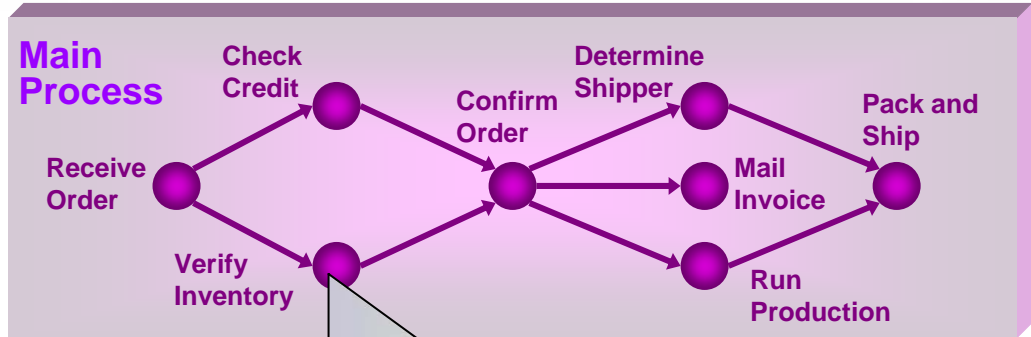 Main
Process
Check
Credit
Determine
Shipper
Confirm
Order
Pack and
Ship
Receive
Order
Mail
Invoice
Verify
Inventory
Run
Production